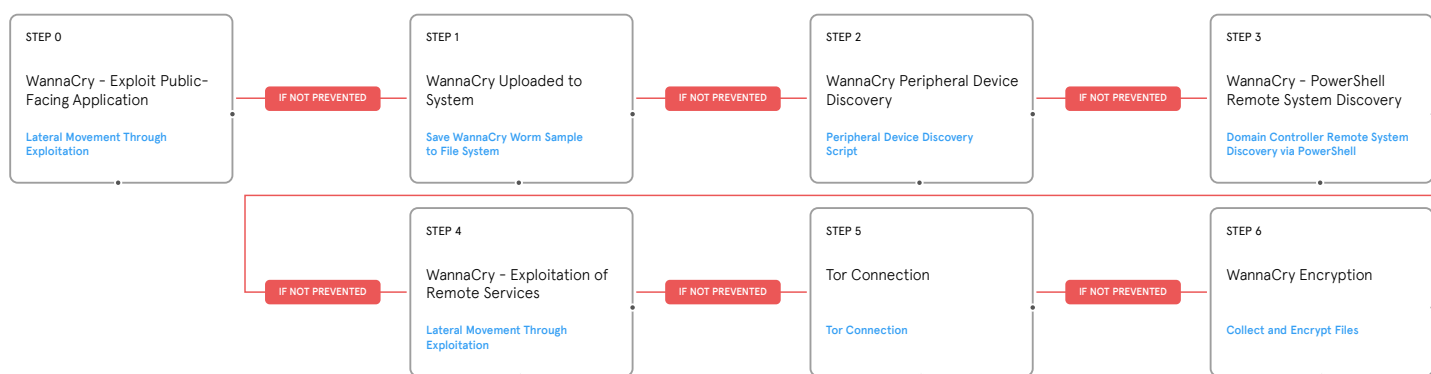 STEP 0
WannaCry - Exploit Public-
Facing Application
Lateral Movement Through
Exploitation
IF NOT PREVENTED
STEP 1
WannaCry Uploaded to
System
Save WannaCry Worm Sample
to File System
IF NOT PREVENTED
STEP 2
WannaCry Peripheral Device
Discovery
Peripheral Device Discovery
Script
IF NOT PREVENTED
STEP 3
WannaCry - PowerShell
Remote System Discovery
Domain Controller Remote System
Discovery via PowerShell
IF NOT PREVENTED
STEP 4
WannaCry - Exploitation of
Remote Services
Lateral Movement Through
Exploitation
IF NOT PREVENTED
STEP 5
Tor Connection
Tor Connection
IF NOT PREVENTED
STEP 6
WannaCry Encryption
Collect and Encrypt Files